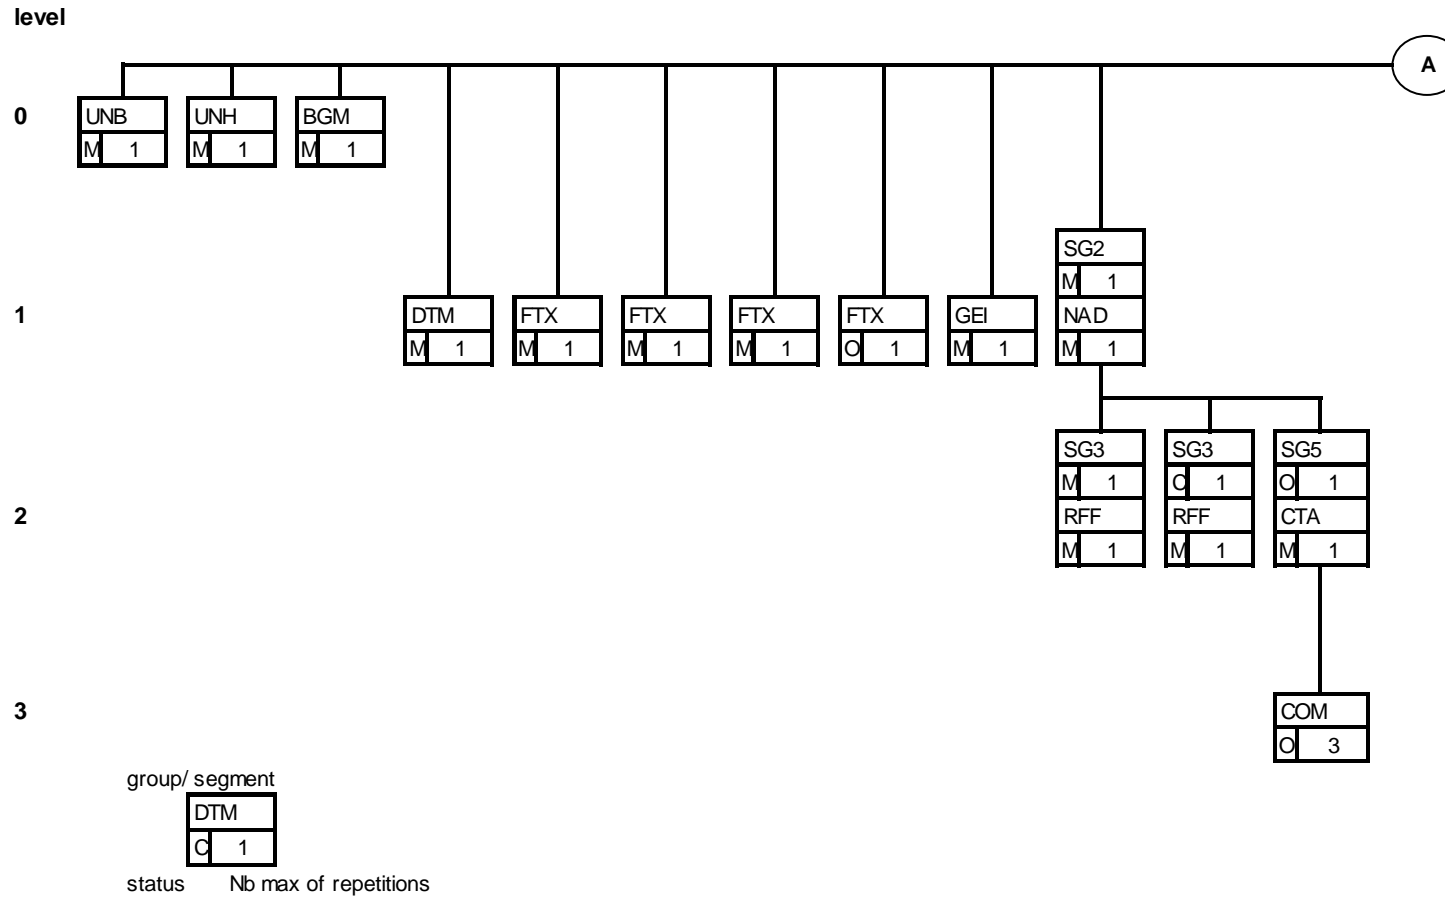 level
A
0
UNB
UNH
BGM
M 1
M 1
M 1
SG2
M 1
1
DTM
FTX
FTX
FTX
FTX
GEI
NAD
M 1
M 1
M 1
M 1
O 1
M 1
M 1
SG3
SG3
SG5
M 1
C 1
O 1
2
RFF
RFF
CTA
M 1
M 1
M 1
3
COM
O 3
group/ segment
DTM
C 1
status Nb max of repetitions